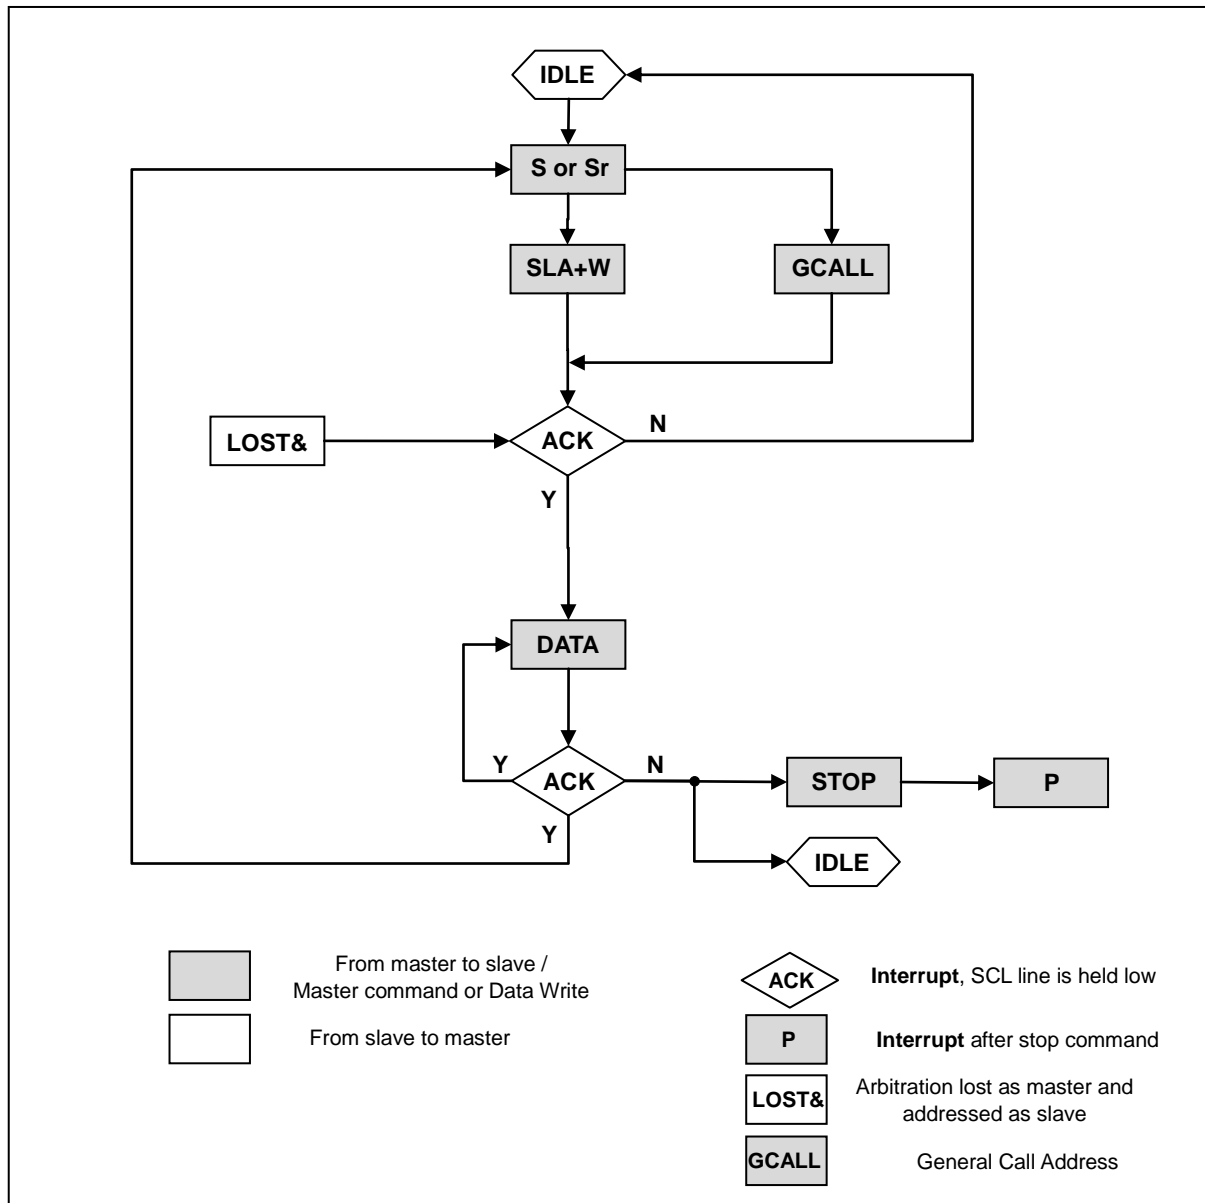 IDLE
S or Sr
SLA+W
GCALL
LOST&
ACK
N
Y
DATA
Y
ACK
N
STOP
P
Y
IDLE
From master to slave /
Master command or Data Write
From slave to master
ACK
Interrupt, SCL line is held low
P
Interrupt after stop command
LOST&
Arbitration lost as master and
addressed as slave
GCALL
General Call Address